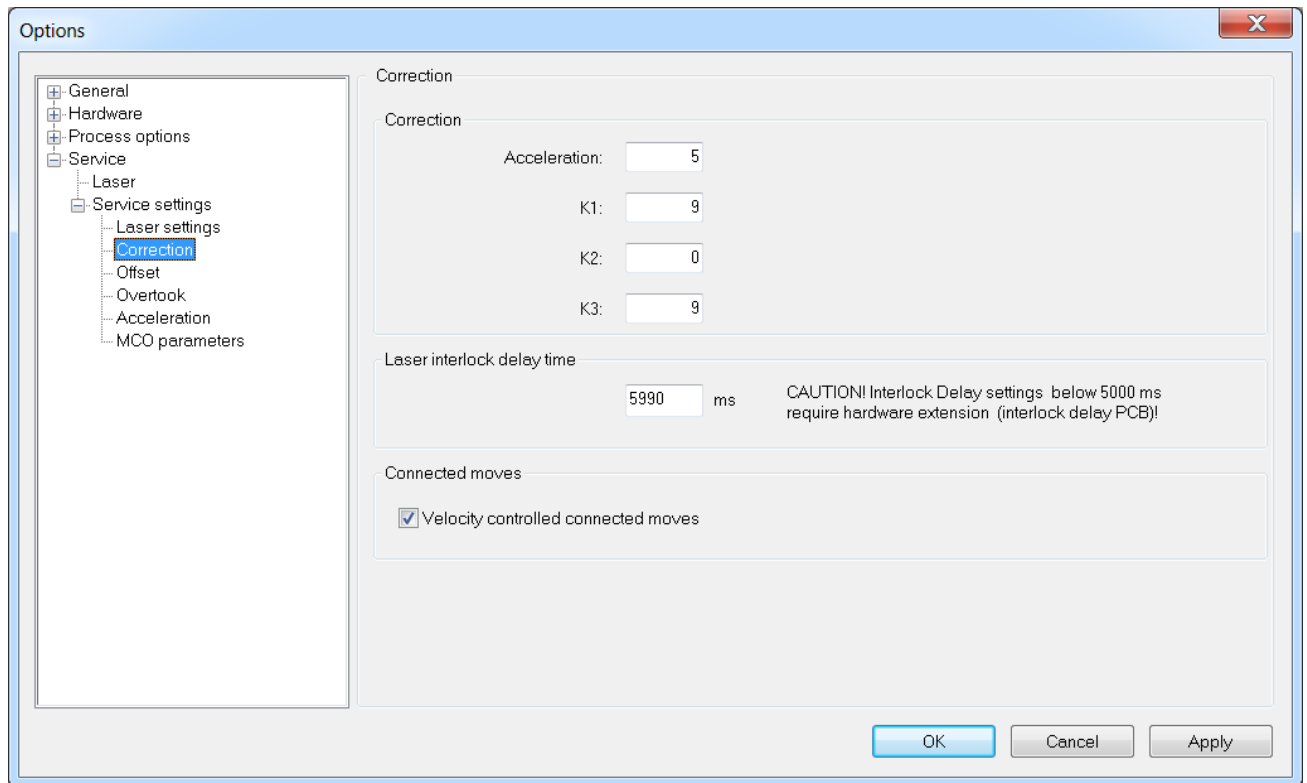 Options
General
Hardware
Process options
Service
Laser
Service settings
Laser settings
Correction
Offset
Overtook
Acceleration
MCO parameters
Correction
Correction
Acceleration: 5
K1: 9
K2: 0
K3: 9
Laser interlock delay time
5990 ms
CAUTION! Interlock Delay settings below 5000 ms
require hardware extension (interlock delay PCB)!
Connected moves
Velocity controlled connected moves
OK Cancel Apply